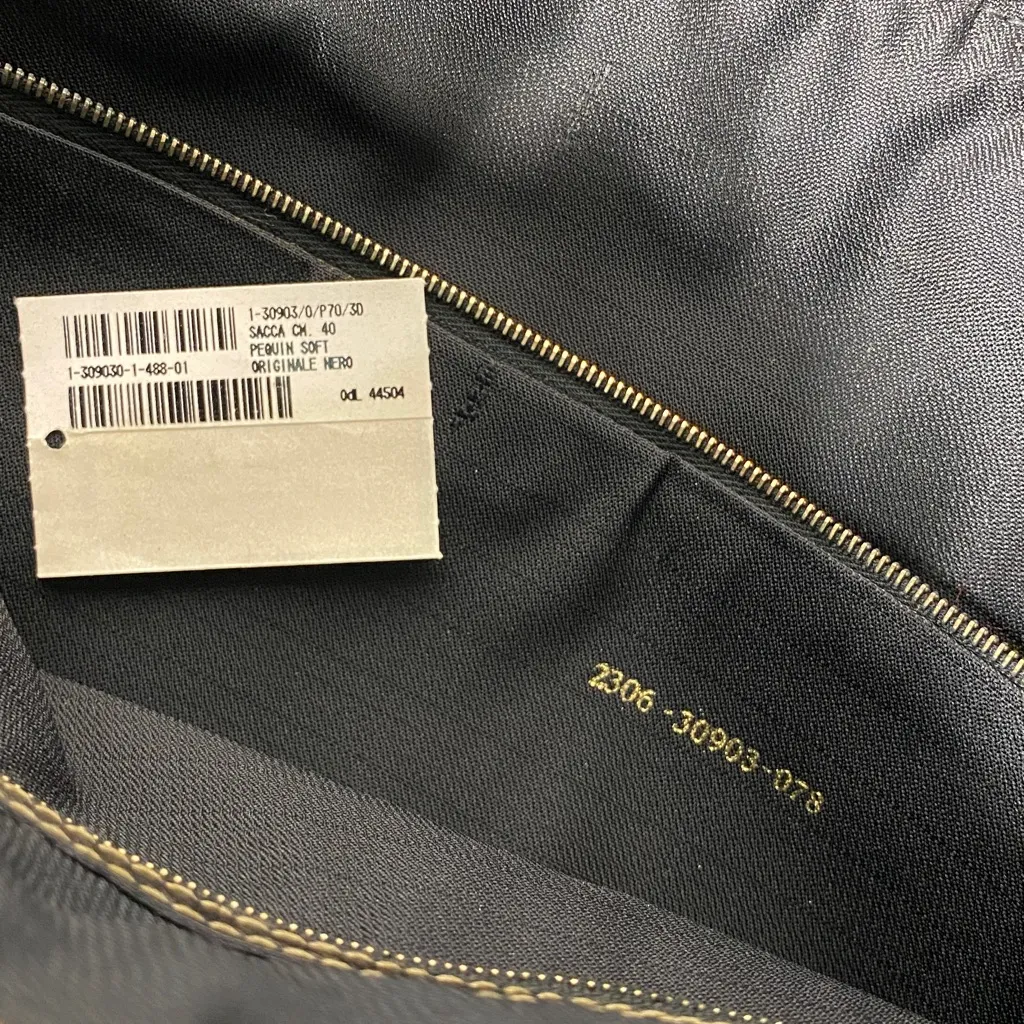 1-30903/0/P70/3D
SACCA CM. 40
PEQUIN SOFT
ORIGINALE NERO
1-309030-1-488-01
OdL 44504
2306-30903-078